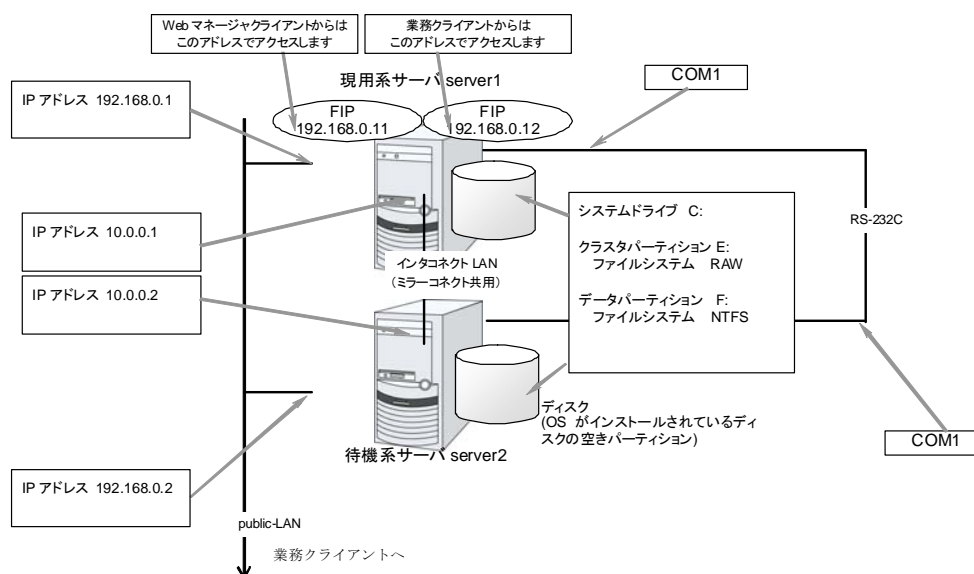 Web マネージャクライアントからは
このアドレスでアクセスします
業務クライアントからは
このアドレスでアクセスします
現用系サーバ server1
COM1
IP アドレス 192.168.0.1
FIP
192.168.0.11
FIP
192.168.0.12
IP アドレス 10.0.0.1
システムドライブ C:
クラスタパーティション E:
ファイルシステム RAW
データパーティション F:
ファイルシステム NTFS
RS-232C
インタコネクト LAN
（ミラーコネクト共用）
IP アドレス 10.0.0.2
ディスク
(OS がインストールされているディ
スクの空きパーティション)
COM1
待機系サーバ server2
IP アドレス 192.168.0.2
public-LAN
業務クライアントへ